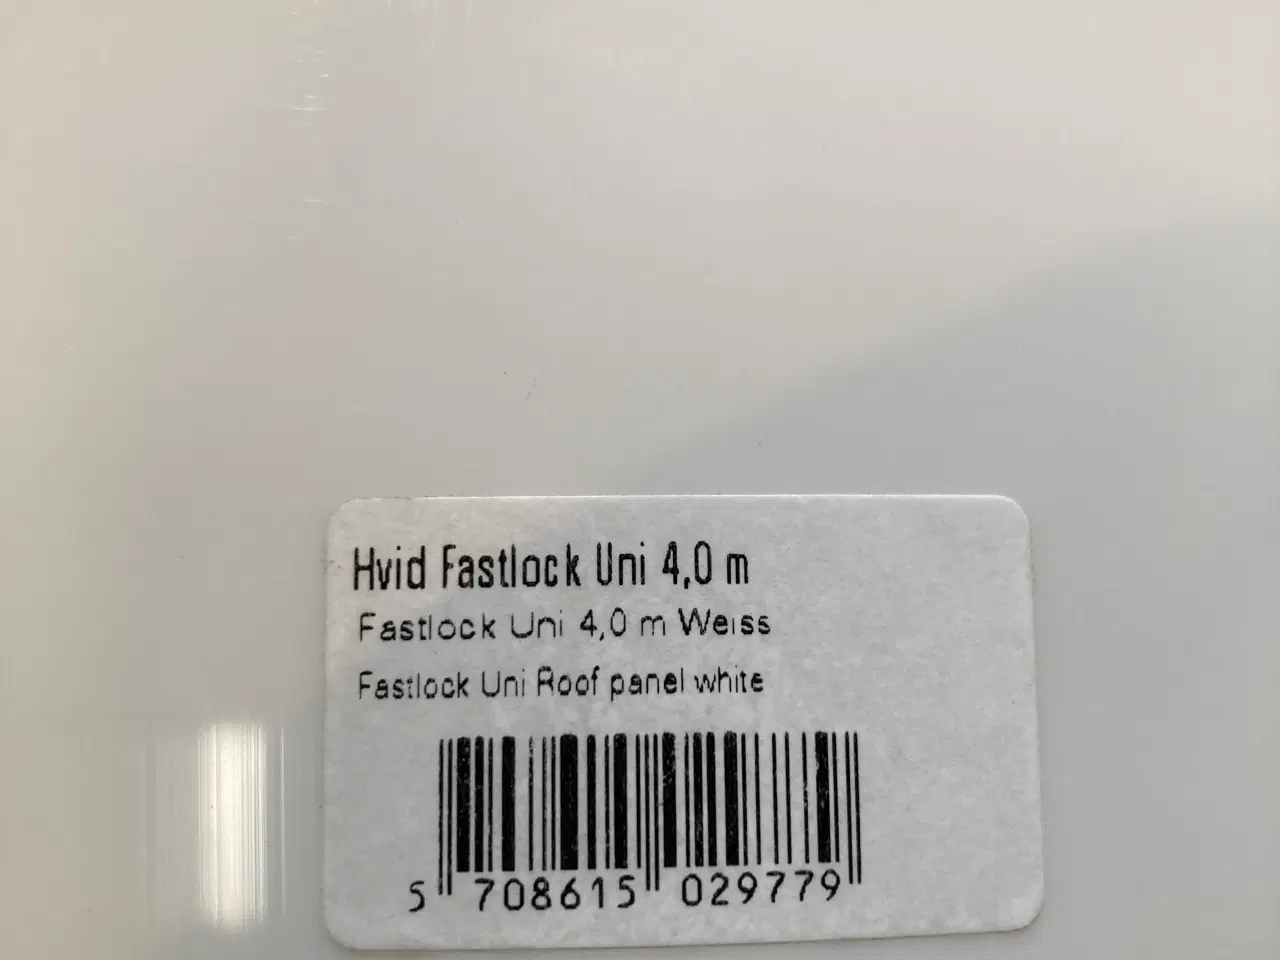 Hvid Fastlock Uni 4,0 m
Fastlock Uni 4,0 m Weiss
Fastlock Uni Roof panel white
5 708615 029779